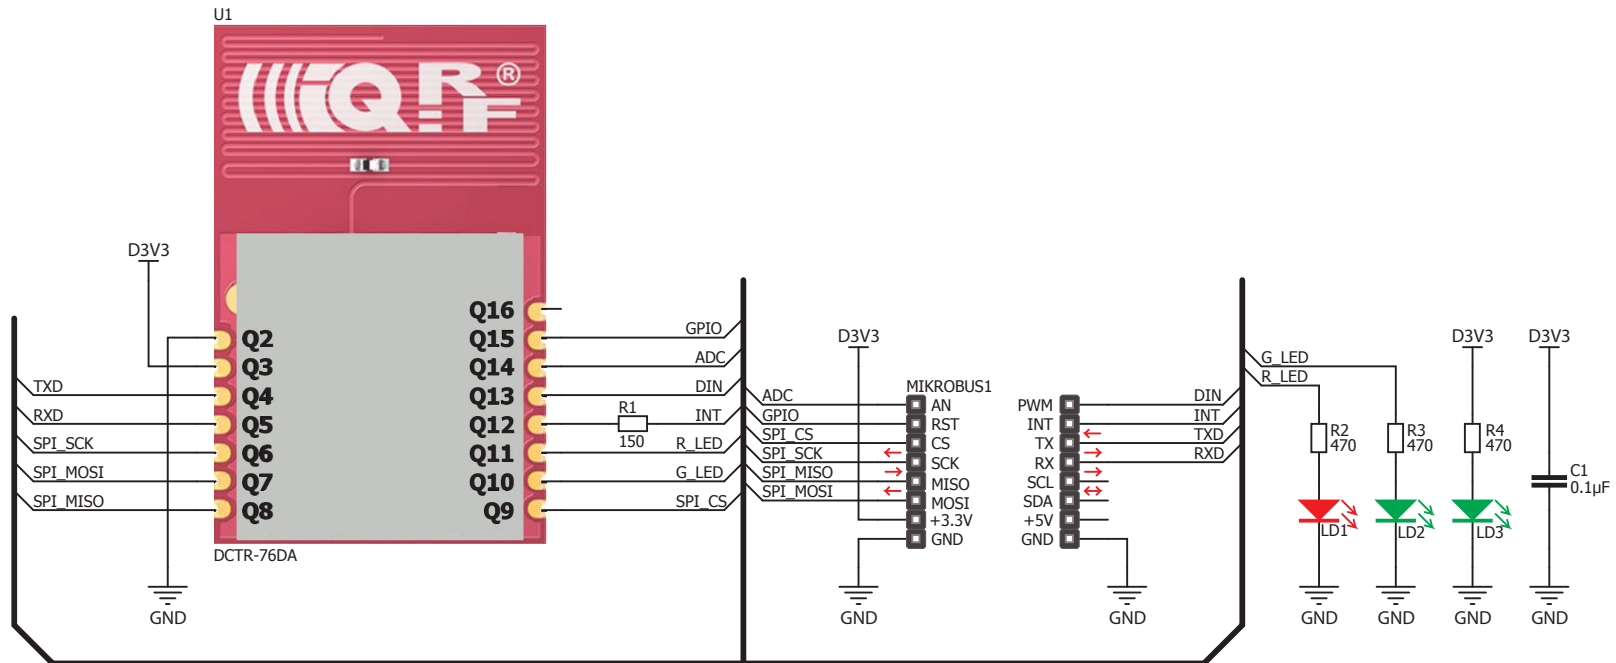 U1
IQRF®
D3V3
Q16
Q2
Q15
GPIO
Q3
Q14
ADC
TXD
Q4
Q13
DIN
RXD
Q5
Q12
R1
150
INT
SPI_SCK
Q6
Q11
R_LED
SPI_MOSI
Q7
Q10
G_LED
SPI_MISO
Q8
Q9
SPI_CS
DCTR-76DA
GND
D3V3
MIKROBUS1
ADC
AN
GPIO
RST
SPI_CS
CS
SPI_SCK
SCK
SPI_MISO
MISO
SPI_MOSI
MOSI
+3.3V
GND
GND
PWM
DIN
INT
INT
TX
TXD
RX
RXD
SCL
SDA
+5V
GND
GND
G_LED
R_LED
D3V3
D3V3
R2
470
R3
470
R4
470
C1
0.1µF
LD1
LD2
LD3
GND
GND
GND
GND